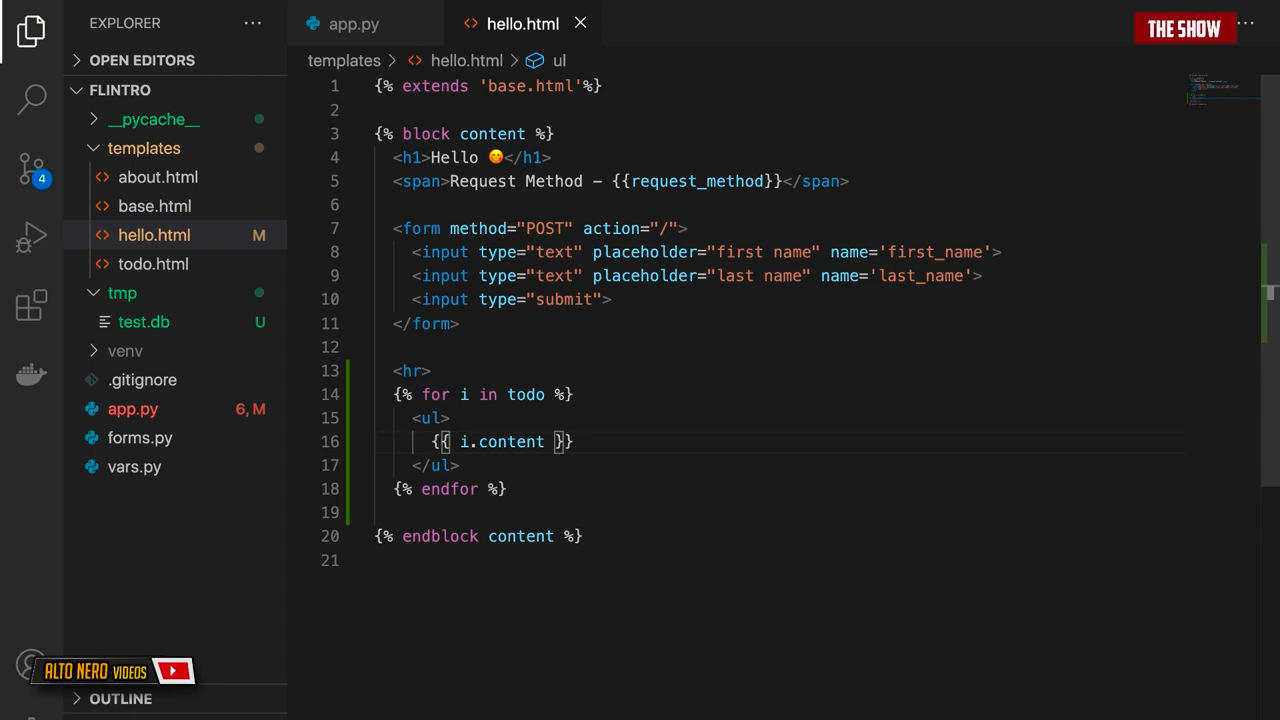 EXPLORER
···
app.py
hello.html
THE SHOW
···
OPEN EDITORS
templates > hello.html > ul
FLINTRO
__pycache__
templates
about.html
base.html
hello.html M
todo.html
tmp
test.db U
venv
.gitignore
app.py 6, M
forms.py
vars.py
OUTLINE
4
1 {% extends 'base.html'%}
2
3 {% block content %}
4 <h1>Hello 😋</h1>
5 <span>Request Method – {{request_method}}</span>
6
7 <form method="POST" action="/">
8 <input type="text" placeholder="first name" name='first_name'>
9 <input type="text" placeholder="last name" name='last_name'>
10 <input type="submit">
11 </form>
12
13 <hr>
14 {% for i in todo %}
15 <ul>
16 {{ i.content }}
17 </ul>
18 {% endfor %}
19
20 {% endblock content %}
21
ALTO NERO VIDEOS